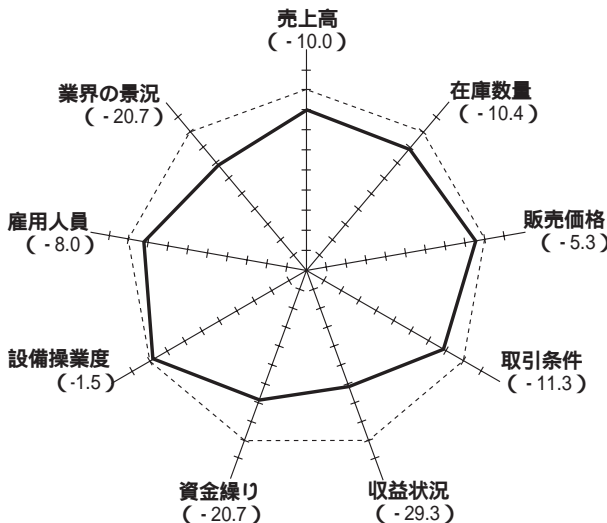 売上高
( - 10.0)
在庫数量
( - 10.4)
販売価格
( - 5.3)
取引条件
( - 11.3)
収益状況
( - 29.3)
資金繰り
( - 20.7)
設備操業度
(-1.5)
雇用人員
( - 8.0)
業界の景況
( - 20.7)